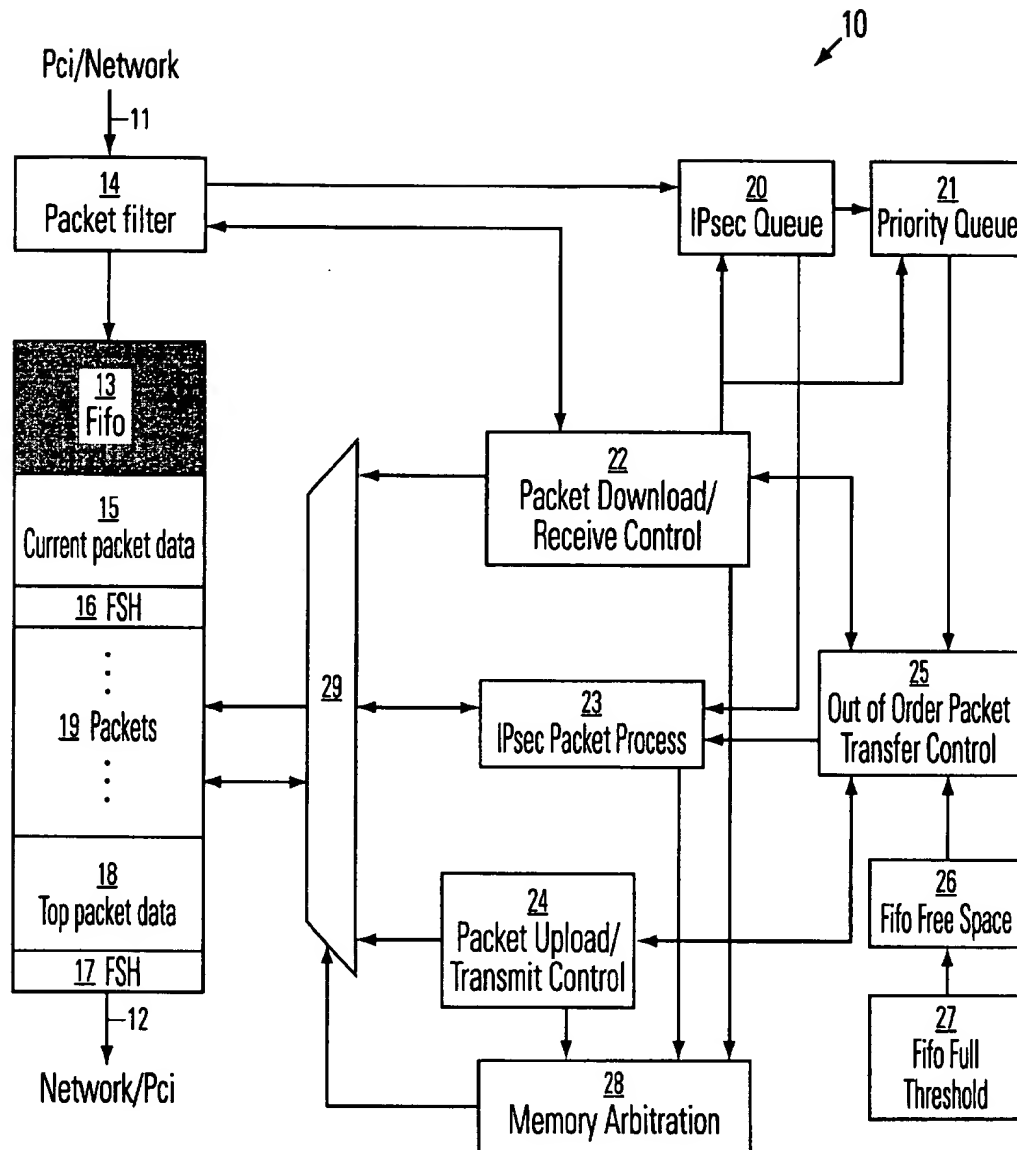 10
Pci/Network
11
14
Packet filter
20
IPsec Queue
21
Priority Queue
13
Fifo
15
Current packet data
16 FSH
19 Packets
18
Top packet data
17 FSH
12
Network/Pci
29
22
Packet Download/
Receive Control
23
IPsec Packet Process
24
Packet Upload/
Transmit Control
25
Out of Order Packet
Transfer Control
26
Fifo Free Space
27
Fifo Full
Threshold
28
Memory Arbitration